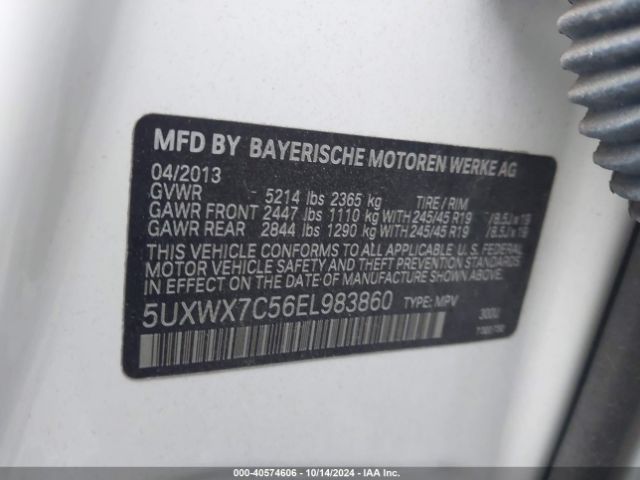 MFD BY BAYERISCHE MOTOREN WERKE AG
04/2013
GVWR 5214 lbs 2365 kg TIRE / RIM
GAWR FRONT 2447 lbs 1110 kg WITH 245/45 R19 / 8.5Jx19
GAWR REAR 2844 lbs 1290 kg WITH 245/45 R19 / 8.5Jx19
THIS VEHICLE CONFORMS TO ALL APPLICABLE U. S. FEDERAL
MOTOR VEHICLE SAFETY AND THEFT PREVENTION STANDARDS
IN EFFECT ON THE DATE OF MANUFACTURE SHOWN ABOVE.
5UXWX7C56EL983860 TYPE: MPV 300U
000-40574606 | 10/14/2024 | IAA Inc.